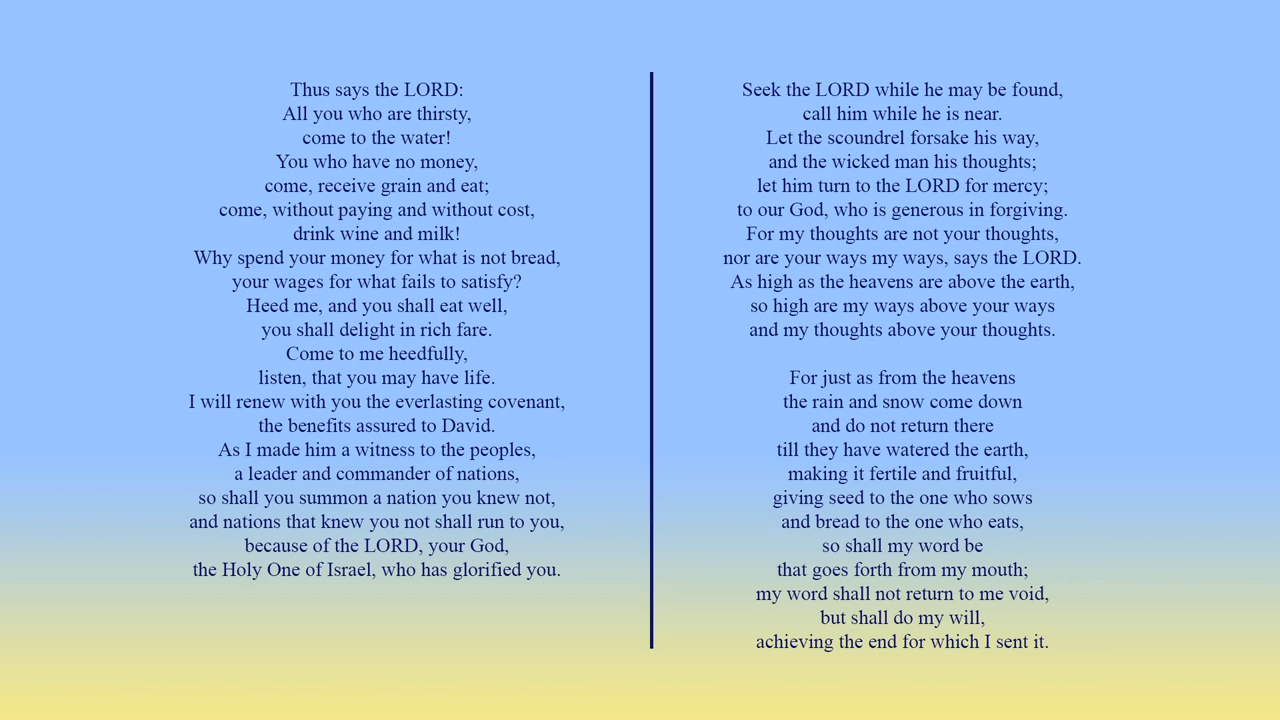 Thus says the LORD:
All you who are thirsty,
come to the water!
You who have no money,
come, receive grain and eat;
come, without paying and without cost,
drink wine and milk!
Why spend your money for what is not bread,
your wages for what fails to satisfy?
Heed me, and you shall eat well,
you shall delight in rich fare.
Come to me heedfully,
listen, that you may have life.
I will renew with you the everlasting covenant,
the benefits assured to David.
As I made him a witness to the peoples,
a leader and commander of nations,
so shall you summon a nation you knew not,
and nations that knew you not shall run to you,
because of the LORD, your God,
the Holy One of Israel, who has glorified you.
Seek the LORD while he may be found,
call him while he is near.
Let the scoundrel forsake his way,
and the wicked man his thoughts;
let him turn to the LORD for mercy;
to our God, who is generous in forgiving.
For my thoughts are not your thoughts,
nor are your ways my ways, says the LORD.
As high as the heavens are above the earth,
so high are my ways above your ways
and my thoughts above your thoughts.
For just as from the heavens
the rain and snow come down
and do not return there
till they have watered the earth,
making it fertile and fruitful,
giving seed to the one who sows
and bread to the one who eats,
so shall my word be
that goes forth from my mouth;
my word shall not return to me void,
but shall do my will,
achieving the end for which I sent it.